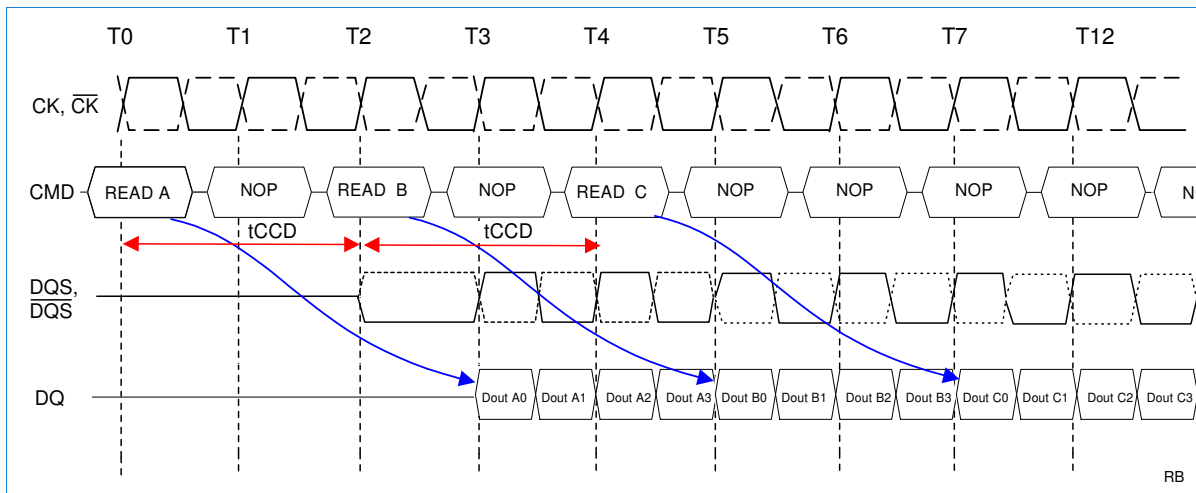 T0 T1 T2 T3 T4 T5 T6 T7 T12
CK, CK
CMD READ A NOP READ B NOP READ C NOP NOP NOP NOP
tCCD tCCD
DQS,
DQS
DQ Dout A0 Dout A1 Dout A2 Dout A3 Dout B0 Dout B1 Dout B2 Dout B3 Dout C0 Dout C1 Dout C2 Dout C3
RB